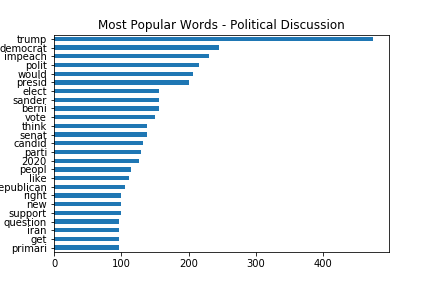 Most Popular Words - Political Discussion
trump
democrat
impeach
polit
would
presid
elect
sander
berni
vote
think
senat
candid
parti
2020
peopl
like
epublican
right
new
support
question
iran
get
primari
0 100 200 300 400